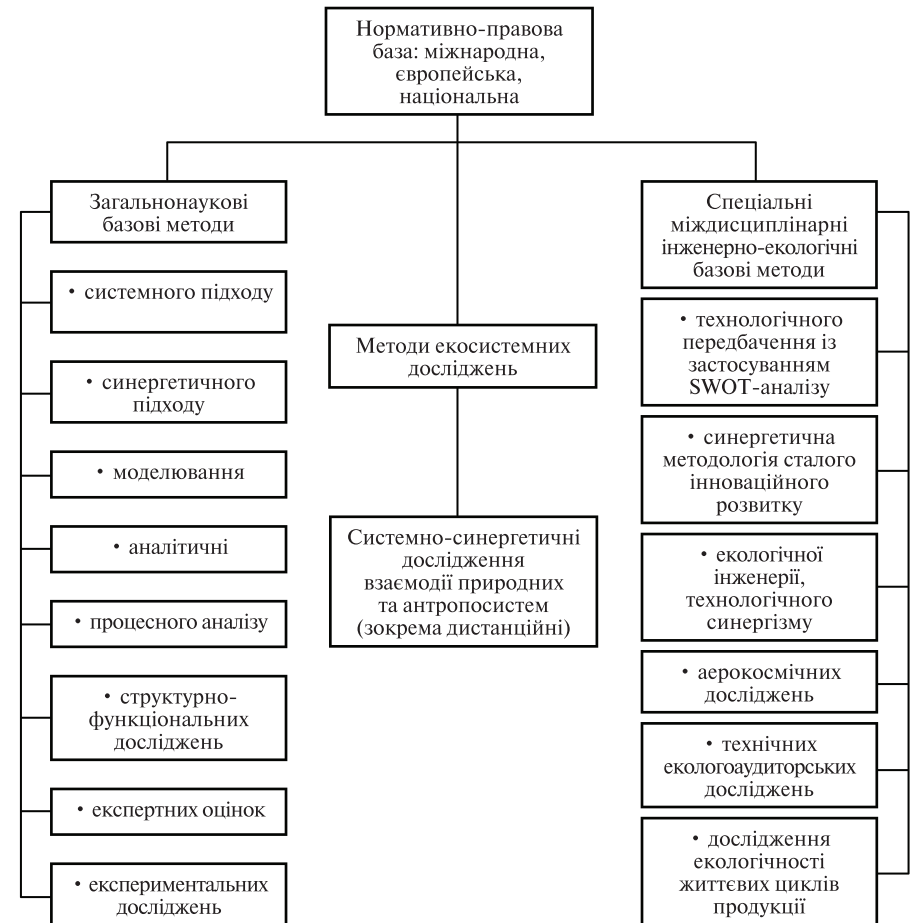 Нормативно-правова
база: міжнародна,
європейська,
національна
Загальнонаукові
базові методи
• системного підходу
• синергетичного
підходу
• моделювання
• аналітичні
• процесного аналізу
• структурно-
функціональних
досліджень
• експертних оцінок
• експериментальних
досліджень
Методи екосистемних
досліджень
Системно-синергетичні
дослідження
взаємодії природних
та антропосистем
(зокрема дистанційні)
Спеціальні
міждисциплінарні
інженерно-екологічні
базові методи
• технологічного
передбачення із
застосуванням
SWOT-аналізу
• синергетична
методологія сталого
інноваційного
розвитку
• екологічної
інженерії,
технологічного
синергізму
• аерокосмічних
досліджень
• технічних
екологоаудиторських
досліджень
• дослідження
екологічності
життєвих циклів
продукції